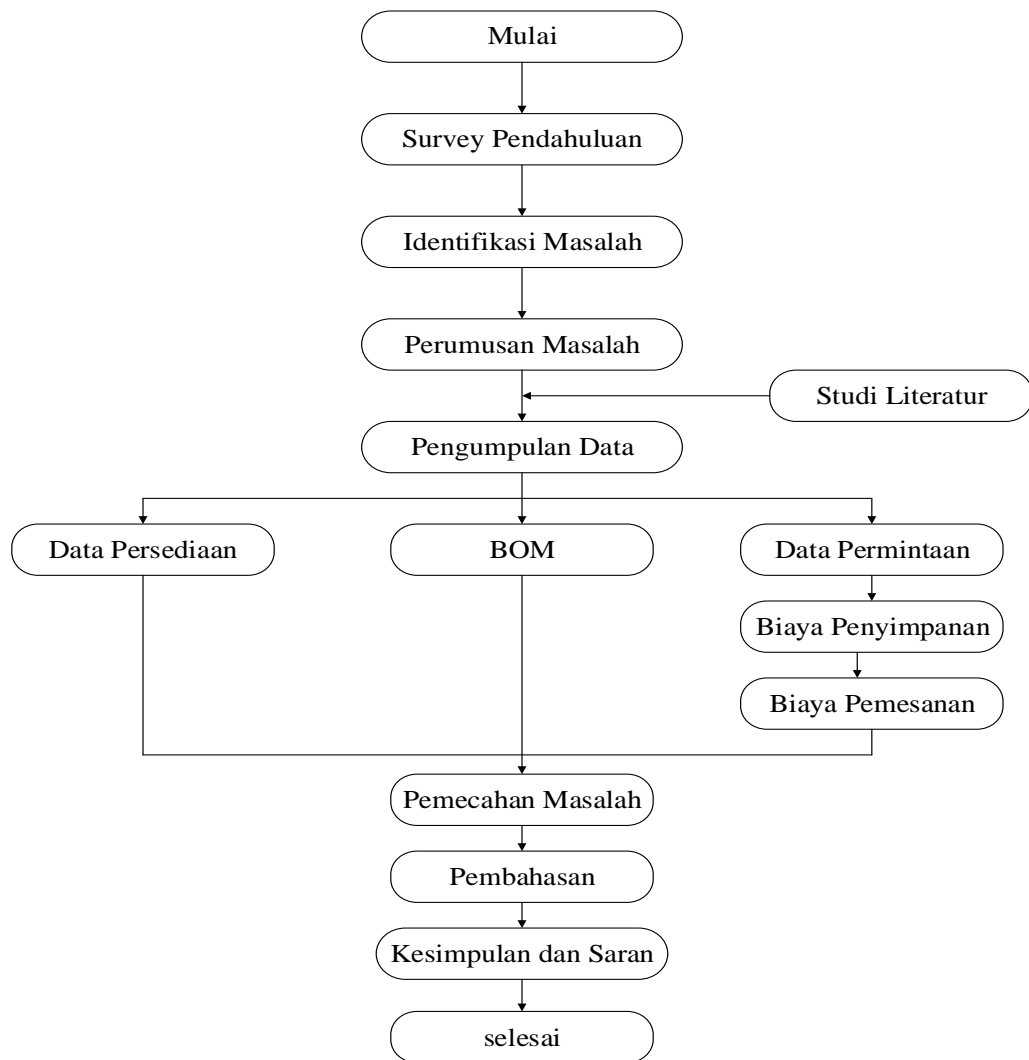 Mulai
Survey Pendahuluan
Identifikasi Masalah
Perumusan Masalah
Studi Literatur
Pengumpulan Data
Data Persediaan
BOM
Data Permintaan
Biaya Penyimpanan
Biaya Pemesanan
Pemecahan Masalah
Pembahasan
Kesimpulan dan Saran
selesai